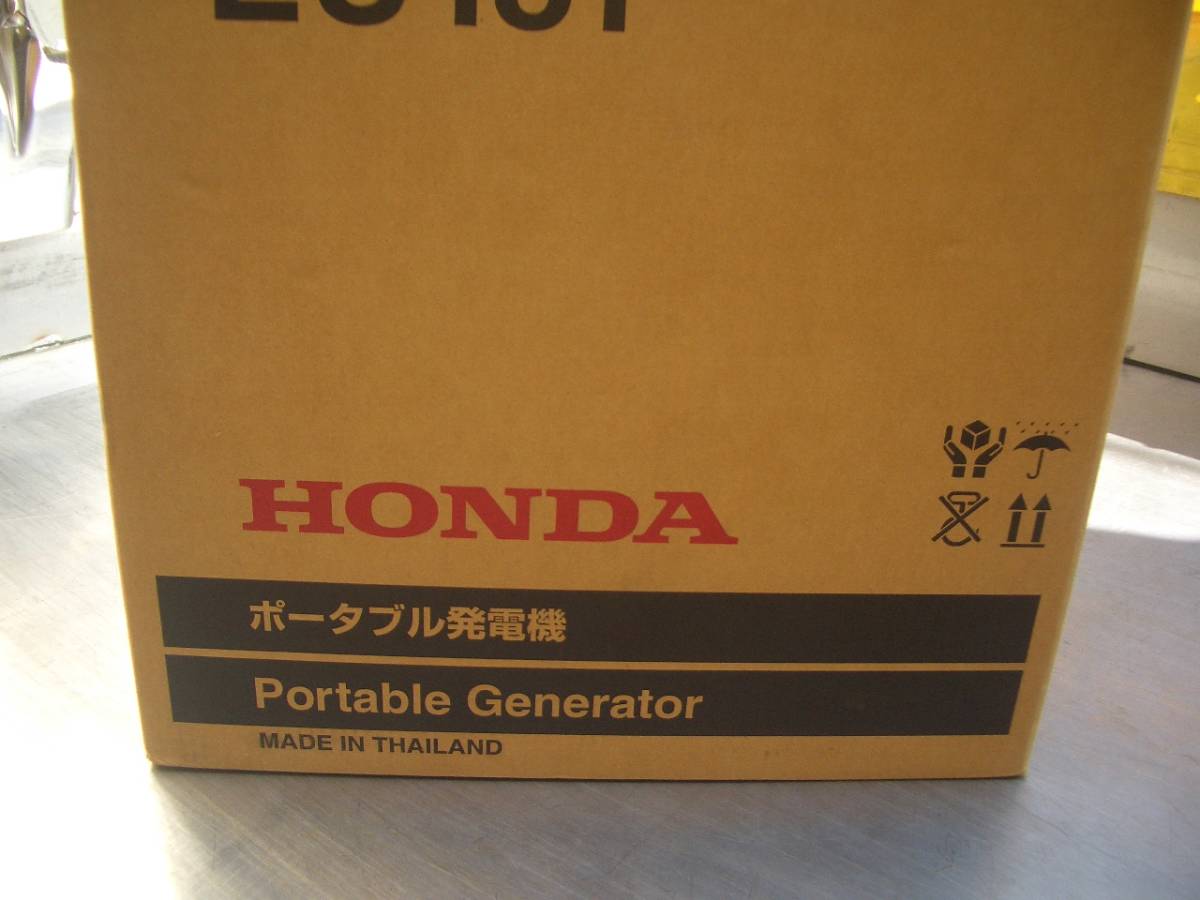 HONDA
ポータブル発電機
Portable Generator
MADE IN THAILAND